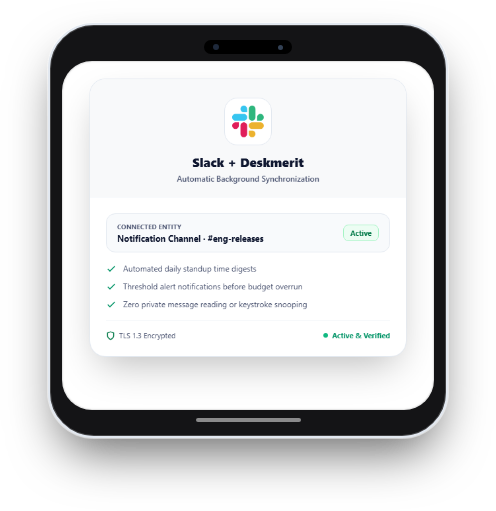 Slack + Deskmerit
Automatic Background Synchronization
CONNECTED ENTITY
Notification Channel · #eng-releases
Active
Automated daily standup time digests
Threshold alert notifications before budget overrun
Zero private message reading or keystroke snooping
TLS 1.3 Encrypted
Active & Verified